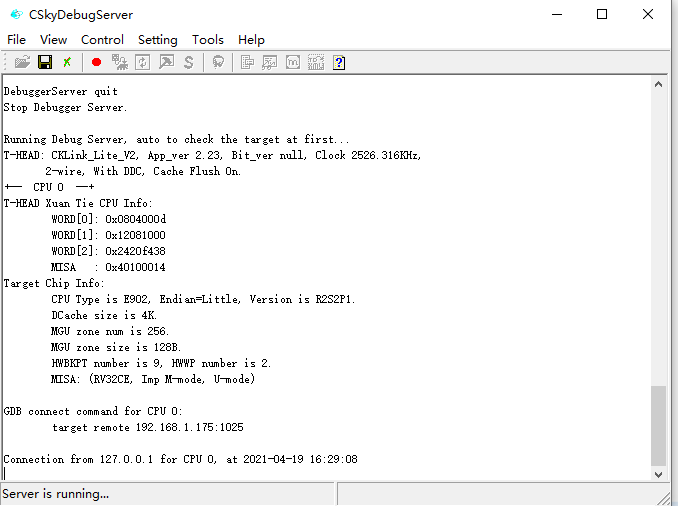 CSkyDebugServer
File View Control Setting Tools Help
DebuggerServer quit
Stop Debugger Server.
Running Debug Server, auto to check the target at first...
T-HEAD: CKLink_Lite_V2, App_ver 2.23, Bit_ver null, Clock 2526.316KHz,
2-wire, With DDC, Cache Flush On.
+-- CPU 0 --+
T-HEAD Xuan Tie CPU Info:
WORD[0]: 0x0804000d
WORD[1]: 0x12081000
WORD[2]: 0x2420f438
MISA : 0x40100014
Target Chip Info:
CPU Type is E902, Endian=Little, Version is R2S2P1.
DCache size is 4K.
MGU zone num is 256.
MGU zone size is 128B.
HWBKPT number is 9, HWWP number is 2.
MISA: (RV32CE, Imp M-mode, U-mode)
GDB connect command for CPU 0:
target remote 192.168.1.175:1025
Connection from 127.0.0.1 for CPU 0, at 2021-04-19 16:29:08
Server is running...